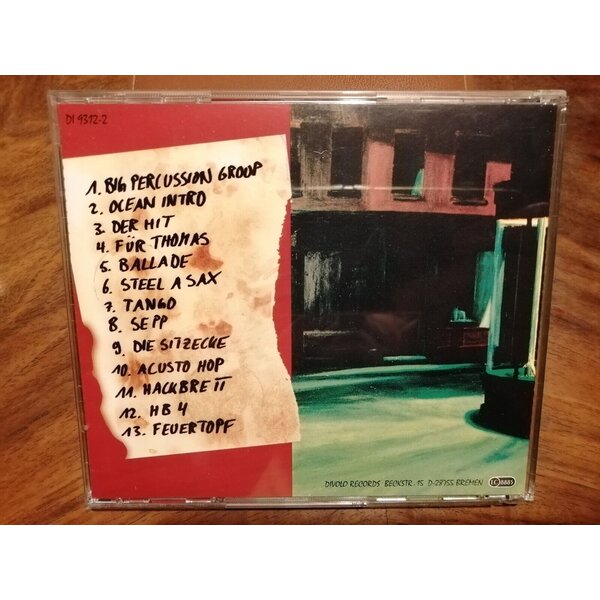 DI 9312-2
1. BIG PERCUSSION GROOP
2. OCEAN INTRO
3. DER HIT
4. FÜR THOMAS
5. BALLADE
6. STEEL A SAX
7. TANGO
8. SEPP
9. DIE SITZECKE
10. ACUSTO HOP
11. HACKBRETT
12. HB 4
13. FEUERTOPF
DIVOLO RECORDS BECKSTR. 15 D-28755 BREMEN LC 8885